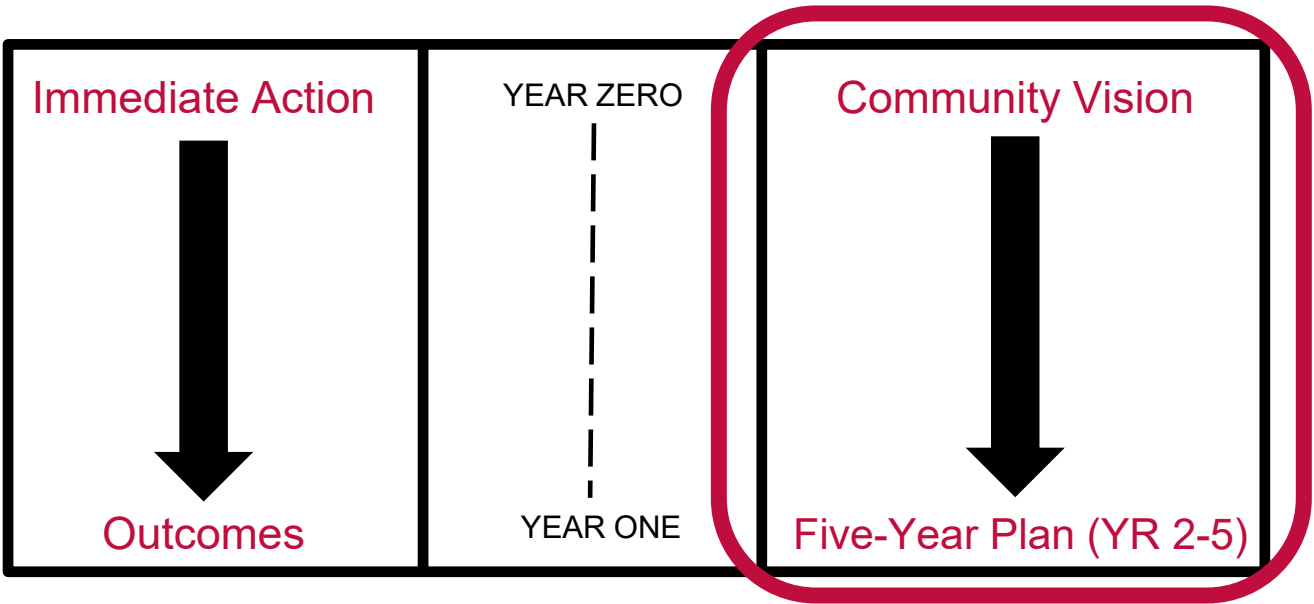 Immediate Action
YEAR ZERO
Community Vision
Outcomes
YEAR ONE
Five-Year Plan (YR 2-5)